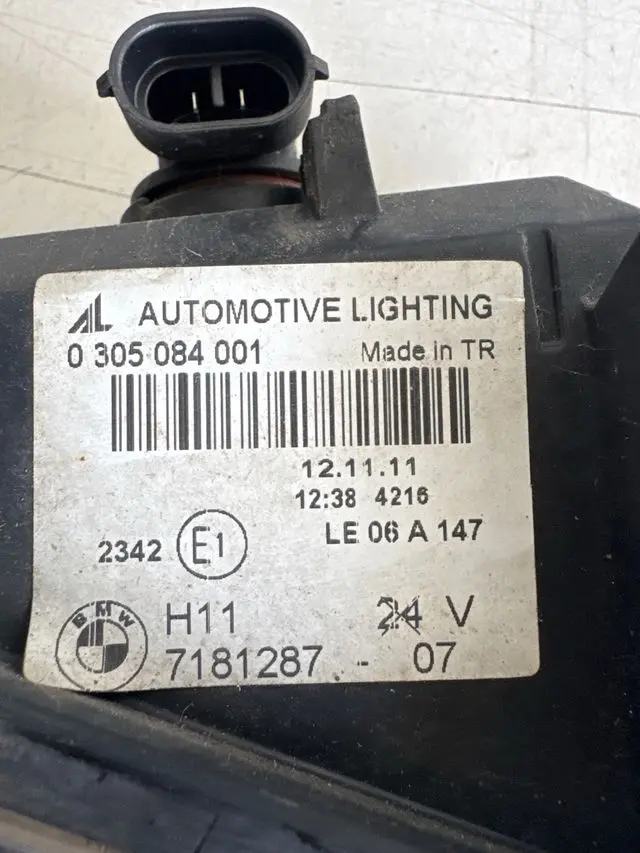 AL AUTOMOTIVE LIGHTING
0 305 084 001 Made in TR
12.11.11
12:38 4216
LE 06 A 147
2342 E1
BMW H11 24 V
7181287 - 07